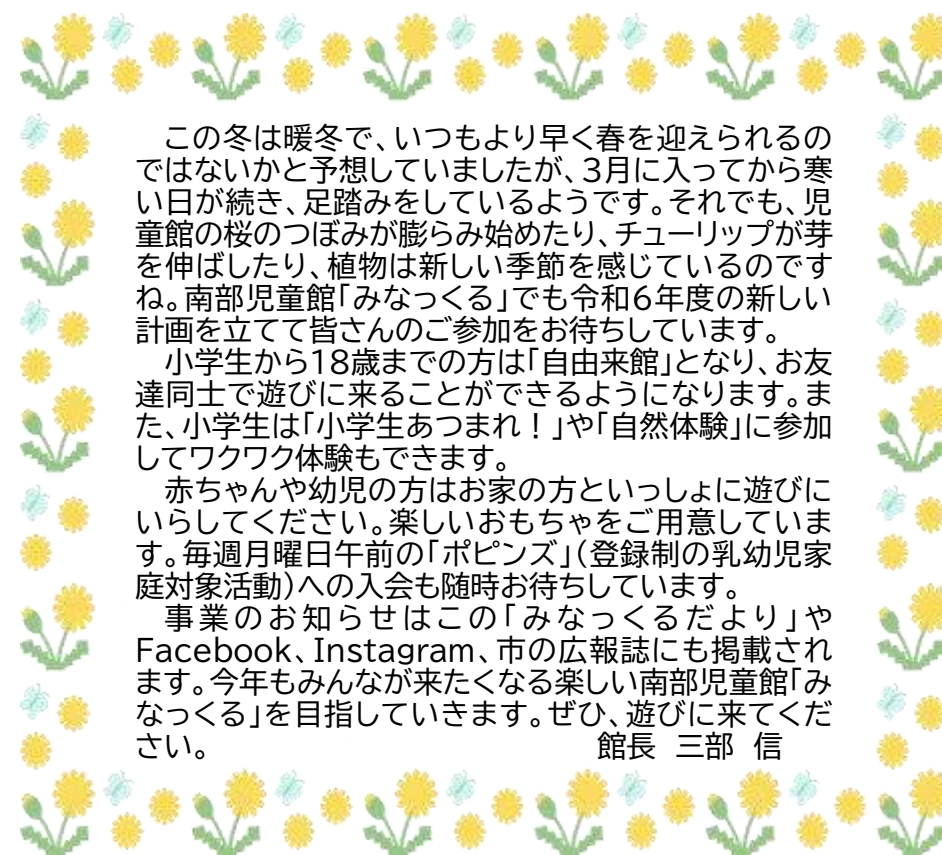 この冬は暖冬で、いつもより早く春を迎えられるの
ではないかと予想していましたが、3月に入ってから寒
い日が続き、足踏みをしているようです。それでも、児
童館の桜のつぼみが膨らみ始めたり、チューリップが芽
を伸ばしたり、植物は新しい季節を感じているのです
ね。南部児童館「みなっくる」でも令和6年度の新しい
計画を立てて皆さんのご参加をお待ちしています。
　小学生から18歳までの方は「自由来館」となり、お友
達同士で遊びに来ることができるようになります。ま
た、小学生は「小学生あつまれ！」や「自然体験」に参加
してワクワク体験もできます。
　赤ちゃんや幼児の方はお家の方といっしょに遊びに
いらしてください。楽しいおもちゃをご用意していま
す。毎週月曜日午前の「ポピンズ」（登録制の乳幼児家
庭対象活動）への入会も随時お待ちしています。
　事業のお知らせはこの「みなっくるだより」や
Facebook、Instagram、市の広報誌にも掲載され
ます。今年もみんなが来たくなる楽しい南部児童館「み
なっくる」を目指していきます。ぜひ、遊びに来てくだ
さい。　館長　三部　信